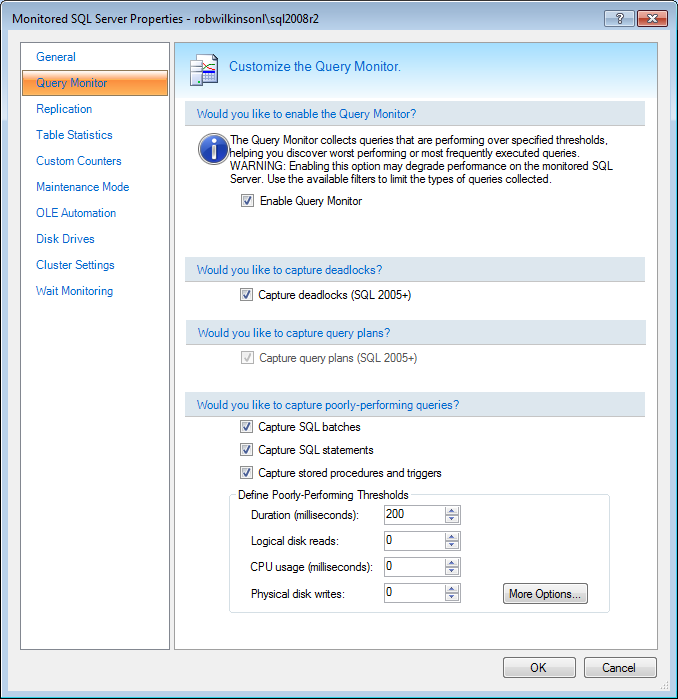 Monitored SQL Server Properties - robwilkinsonl\sql2008r2
General
Query Monitor
Replication
Table Statistics
Custom Counters
Maintenance Mode
OLE Automation
Disk Drives
Cluster Settings
Wait Monitoring
Customize the Query Monitor.
Would you like to enable the Query Monitor?
The Query Monitor collects queries that are performing over specified thresholds,
helping you discover worst performing or most frequently executed queries.
WARNING: Enabling this option may degrade performance on the monitored SQL
Server. Use the available filters to limit the types of queries collected.
Enable Query Monitor
Would you like to capture deadlocks?
Capture deadlocks (SQL 2005+)
Would you like to capture query plans?
Capture query plans (SQL 2005+)
Would you like to capture poorly-performing queries?
Capture SQL batches
Capture SQL statements
Capture stored procedures and triggers
Define Poorly-Performing Thresholds
Duration (milliseconds): 200
Logical disk reads: 0
CPU usage (milliseconds): 0
Physical disk writes: 0
More Options...
OK Cancel